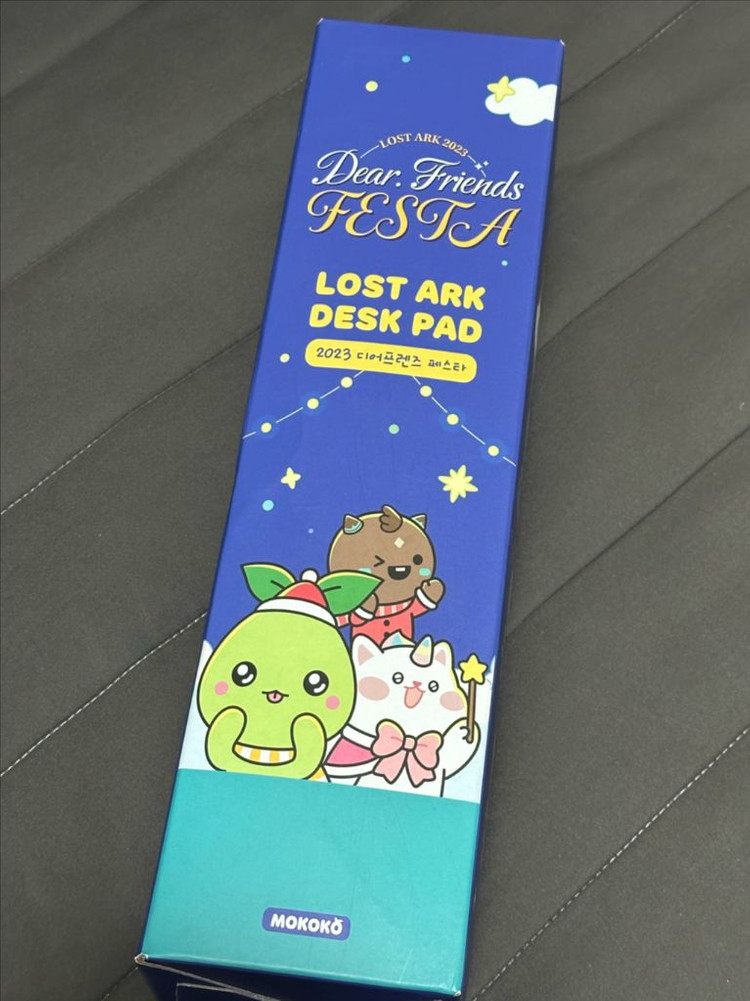 LOST ARK 2023
Dear. Friends
FESTA
LOST ARK
DESK PAD
2023 디어프렌즈 페스타
MOKOKO